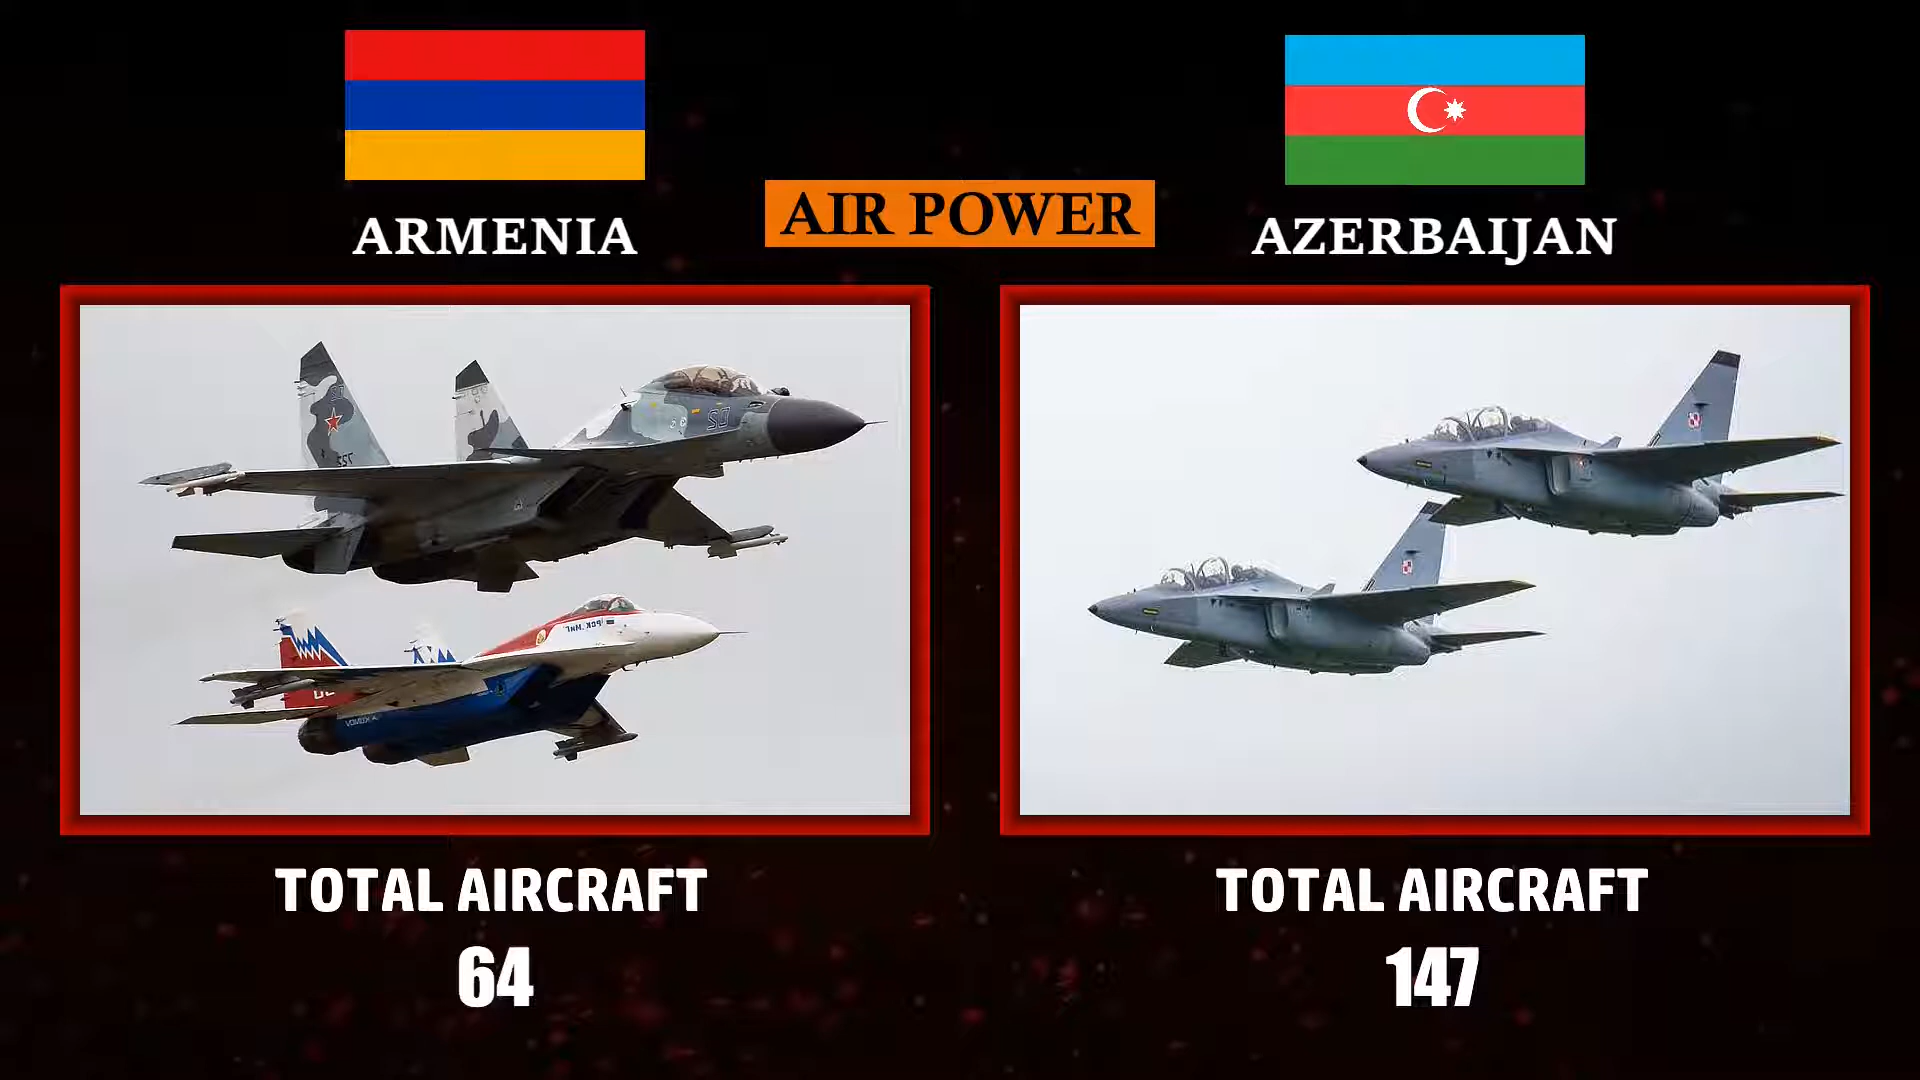 ARMENIA
AIR POWER
AZERBAIJAN
TOTAL AIRCRAFT
64
TOTAL AIRCRAFT
147